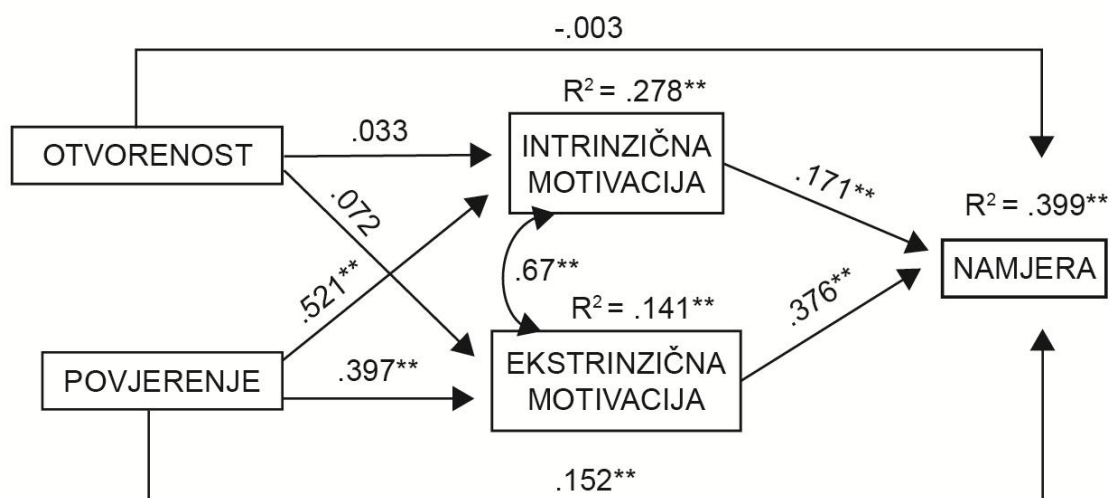 -.003
R² = .278**
OTVORENOST
.033
INTRINZIČNA
MOTIVACIJA
.171**
R² = .399**
.072
NAMJERA
.521**
.67**
.376**
R² = .141**
POVJERENJE
.397**
EKSTRINZIČNA
MOTIVACIJA
.152**